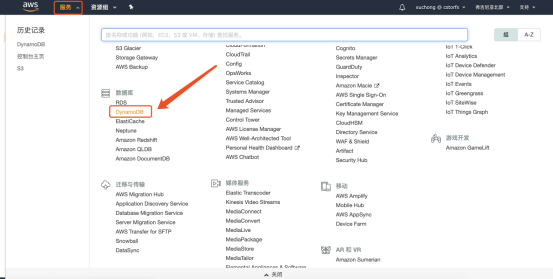 aws
服务
资源组
xuchong @ cstorfs
弗吉尼亚北部
支持
历史记录
DynamoDB
控制台主页
S3
按名称或功能 (例如，EC2、S3 或 VM、存储) 查找服务。
组
A-Z
S3 Glacier
Storage Gateway
AWS Backup
数据库
RDS
DynamoDB
ElastiCache
Neptune
Amazon Redshift
Amazon QLDB
Amazon DocumentDB
迁移与传输
AWS Migration Hub
Application Discovery Service
Database Migration Service
Server Migration Service
AWS Transfer for SFTP
Snowball
DataSync
CloudFormation
CloudTrail
Config
OpsWorks
Service Catalog
Systems Manager
Trusted Advisor
Managed Services
Control Tower
AWS License Manager
AWS Well-Architected Tool
Personal Health Dashboard
AWS Chatbot
媒体服务
Elastic Transcoder
Kinesis Video Streams
MediaConnect
MediaConvert
MediaLive
MediaPackage
MediaStore
MediaTailor
Elemental Appliances & Software
Cognito
Secrets Manager
GuardDuty
Inspector
Amazon Macie
AWS Single Sign-On
Certificate Manager
Key Management Service
CloudHSM
Directory Service
WAF & Shield
Artifact
Security Hub
移动
AWS Amplify
Mobile Hub
AWS AppSync
Device Farm
AR 和 VR
Amazon Sumerian
IoT 1-Click
IoT Analytics
IoT Device Defender
IoT Device Management
IoT Events
IoT Greengrass
IoT SiteWise
IoT Things Graph
游戏开发
Amazon GameLift
关闭